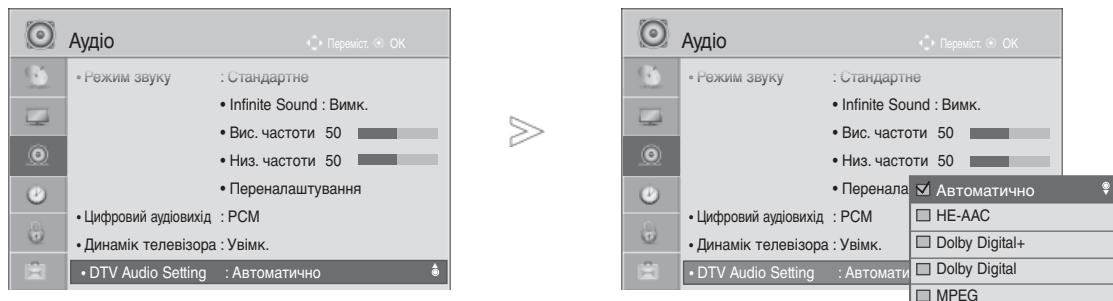 Аудіо
Переміст. OK
• Режим звуку : Стандартне
• Infinite Sound : Вимк.
• Вис. частоти 50
• Низ. частоти 50
• Переналаштування
• Цифровий аудіовихід : PCM
• Динамік телевізора : Увімк.
• DTV Audio Setting : Автоматично
Аудіо
Переміст. OK
• Режим звуку : Стандартне
• Infinite Sound : Вимк.
• Вис. частоти 50
• Низ. частоти 50
• Перенала
• Цифровий аудіовихід : PCM
• Динамік телевізора : Увімк.
• DTV Audio Setting : Автомати
Автоматично
HE-AAC
Dolby Digital+
Dolby Digital
MPEG